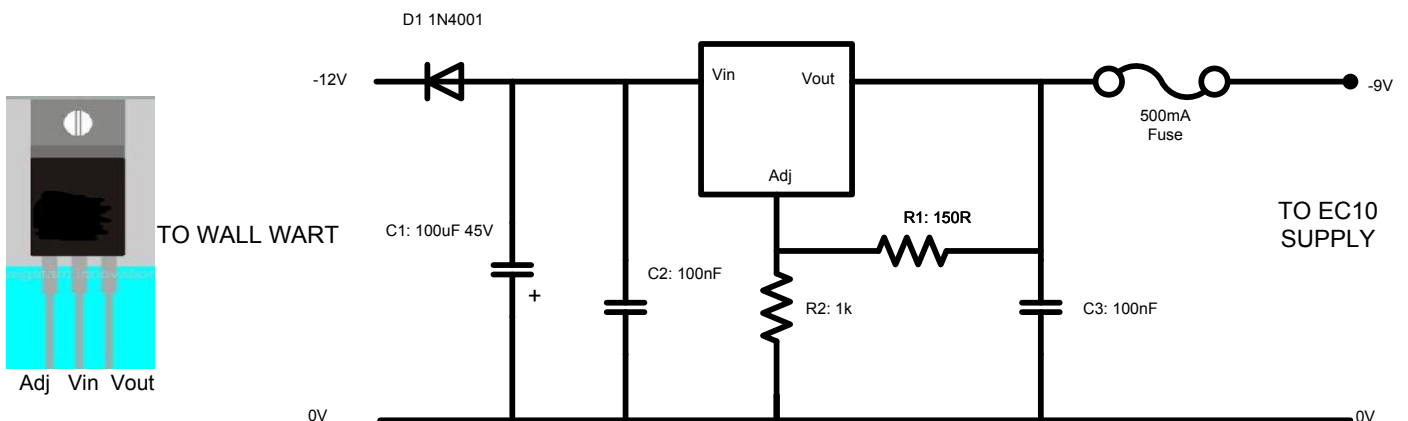 D1 1N4001
-12V
Vin
Vout
-9V
500mA
Fuse
Adj
TO WALL WART
C1: 100uF 45V
+
C2: 100nF
R1: 150R
R2: 1k
C3: 100nF
TO EC10
SUPPLY
Adj Vin Vout
0V
0V